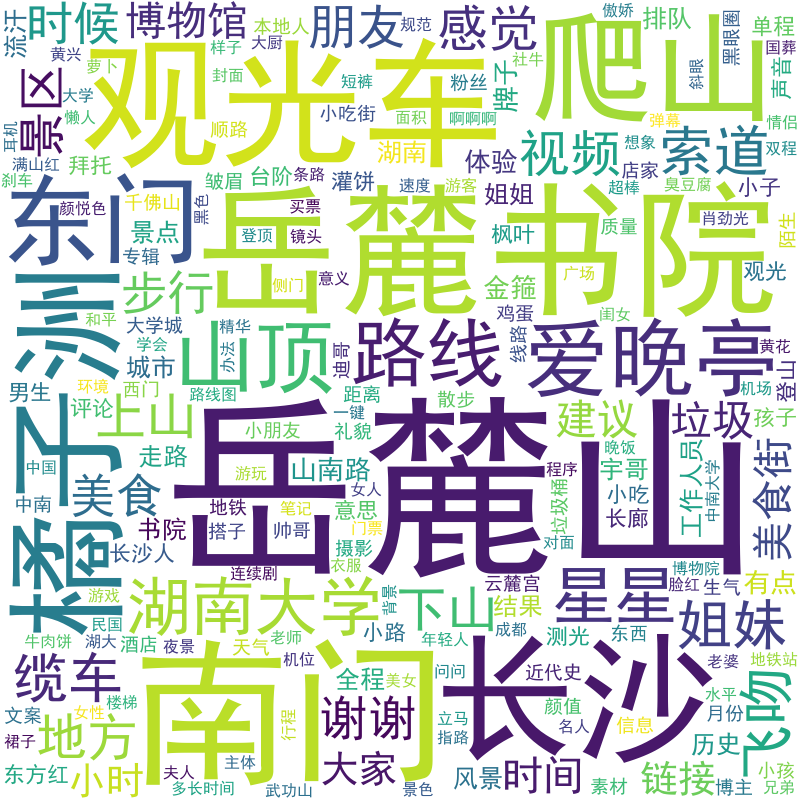 流汗
时候
黄兴
萝卜
样子
本地人
大厨
封面
博物馆
朋友
短裤
小吃街
感觉
粉丝
牌子
面积
啊啊啊
傲娇
规范
社牛
排队
斜眼
黑眼圈
单程
国葬
声音
景区
大学
懒人
耳机
刹车
满山红
拜托
观光车
顺路
湖南
爬山
弹幕
情侣
双程
想象
视频
索道
体验
店家
颜悦色
黑色
皱眉
台阶
条路
灌饼
速度
游客
姐姐
超棒
臭豆腐
小子
东门
千佛山
景点
专辑
登顶
买票
镜头
岳麓书院
枫叶
质量
肖劲光
陌生
观光
橘子洲
步行
侧门
意义
金箍
广场
和平
大学城
学会
精华
办法
迪哥
山顶
路线
鸡蛋
线路
闺女
爱晚亭
黄花
登山
机场
城市
男生
环境
西门
评论
路线图
距离
一键
散步
上山
小朋友
礼貌
建议
垃圾
孩子
走路
中国
中南
美食
游玩
山南路
岳麓山
程序
晚饭
宇哥
垃圾桶
工作人员
中南大学
美食街
书院
地铁
搭子
笔记
帅哥
女人
意思
门票
小吃
长廊
对面
长沙人
连续剧
摄影
衣服
云麓宫
博物院
脸红
生气
游戏
民国
湖南大学
背景
下山
结果
星星
姐妹
有点
牛肉饼
湖大
酒店
夜景
天气
老师
小路
年轻人
成都
测光
东西
老婆
地铁站
缆车
南门
机位
全程
美女
问问
长沙
近代史
颜值
水平
月份
飞吻
文案
女性
楼梯
谢谢
行程
立马
指路
名人
信息
历史
裙子
地方
大家
东方红
小时
夫人
主体
多长时间
武功山
景色
风景
时间
素材
链接
博主
小孩
兄弟